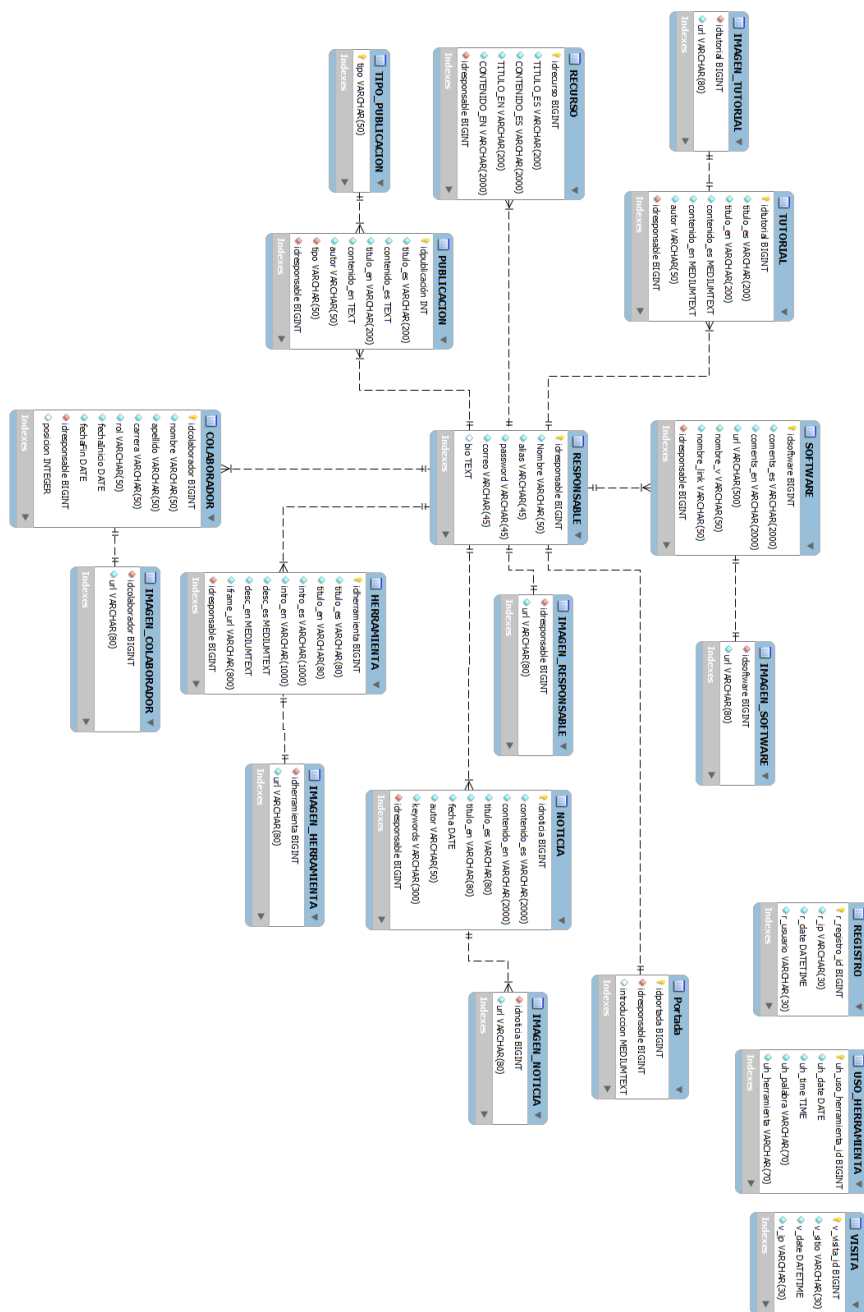 IMAGEN_TUTORIAL
idtutorial BIGINT
url VARCHAR(80)
Indexes
TUTORIAL
idtutorial BIGINT
titulo_es VARCHAR(200)
titulo_en VARCHAR(200)
contenido_es MEDIUMTEXT
contenido_en MEDIUMTEXT
autor VARCHAR(50)
idresponsable BIGINT
Indexes
SOFTWARE
idsoftware BIGINT
coments_es VARCHAR(2000)
coments_en VARCHAR(2000)
url VARCHAR(500)
nombre_v VARCHAR(50)
nombre_link VARCHAR(50)
idresponsable BIGINT
Indexes
IMAGEN_SOFTWARE
idsoftware BIGINT
url VARCHAR(80)
Indexes
REGISTRO
r_registro_id BIGINT
r_ip VARCHAR(30)
r_date DATETIME
r_usuario VARCHAR(30)
Indexes
USO_HERRAMIENTA
uh_uso_herramienta_id BIGINT
uh_date DATE
uh_time TIME
uh_palabra VARCHAR(70)
uh_herramienta VARCHAR(70)
Indexes
VISITA
v_visita_id BIGINT
v_sitio VARCHAR(30)
v_date DATETIME
v_ip VARCHAR(30)
Indexes
RECURSO
idrecurso BIGINT
TITULO_ES VARCHAR(200)
CONTENIDO_ES VARCHAR(2000)
TITULO_EN VARCHAR(200)
CONTENIDO_EN VARCHAR(2000)
idresponsable BIGINT
Indexes
RESPONSABLE
idresponsable BIGINT
Nombre VARCHAR(50)
alias VARCHAR(45)
password VARCHAR(45)
correo VARCHAR(45)
bio TEXT
Indexes
IMAGEN_RESPONSABLE
idresponsable BIGINT
url VARCHAR(80)
Indexes
Portada
idportada BIGINT
idresponsable BIGINT
introduccion MEDIUMTEXT
Indexes
TIPO_PUBLICACION
tipo VARCHAR(50)
Indexes
PUBLICACION
idpublicación INT
titulo_es VARCHAR(200)
contenido_es TEXT
titulo_en VARCHAR(200)
contenido_en TEXT
autor VARCHAR(50)
tipo VARCHAR(50)
idresponsable BIGINT
Indexes
NOTICIA
idnoticia BIGINT
contenido_es VARCHAR(2000)
contenido_en VARCHAR(2000)
titulo_es VARCHAR(80)
titulo_en VARCHAR(80)
fecha DATE
autor VARCHAR(50)
keywords VARCHAR(300)
idresponsable BIGINT
Indexes
IMAGEN_NOTICIA
idnoticia BIGINT
url VARCHAR(80)
Indexes
HERRAMIENTA
idherramienta BIGINT
titulo_es VARCHAR(80)
titulo_en VARCHAR(80)
intro_es VARCHAR(1000)
intro_en VARCHAR(1000)
desc_es MEDIUMTEXT
desc_en MEDIUMTEXT
iframe_url VARCHAR(800)
idresponsable BIGINT
Indexes
IMAGEN_HERRAMIENTA
idherramienta BIGINT
url VARCHAR(80)
Indexes
COLABORADOR
idcolaborador BIGINT
nombre VARCHAR(50)
apellido VARCHAR(50)
carrera VARCHAR(50)
rol VARCHAR(50)
fechaInicio DATE
fechaFin DATE
idresponsable BIGINT
posicion INTEGER
Indexes
IMAGEN_COLABORADOR
idcolaborador BIGINT
url VARCHAR(80)
Indexes